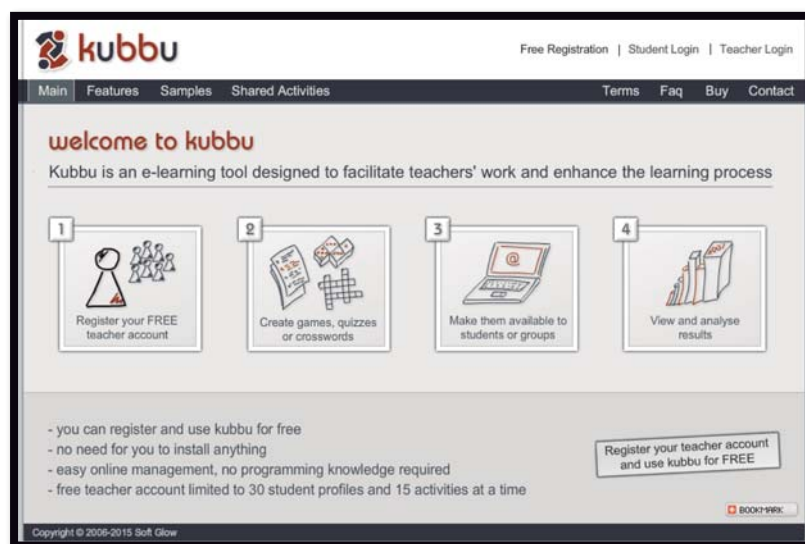 kubbu
Free Registration | Student Login | Teacher Login
Main Features Samples Shared Activities Terms Faq Buy Contact
welcome to kubbu
Kubbu is an e-learning tool designed to facilitate teachers' work and enhance the learning process
1
Register your FREE
teacher account
2
Create games, quizzes
or crosswords
3
@
Make them available to
students or groups
4
View and analyse
results
- you can register and use kubbu for free
- no need for you to install anything
- easy online management, no programming knowledge required
- free teacher account limited to 30 student profiles and 15 activities at a time
Register your teacher account
and use kubbu for FREE
BOOKMARK
Copyright © 2006-2015 Soft Glow